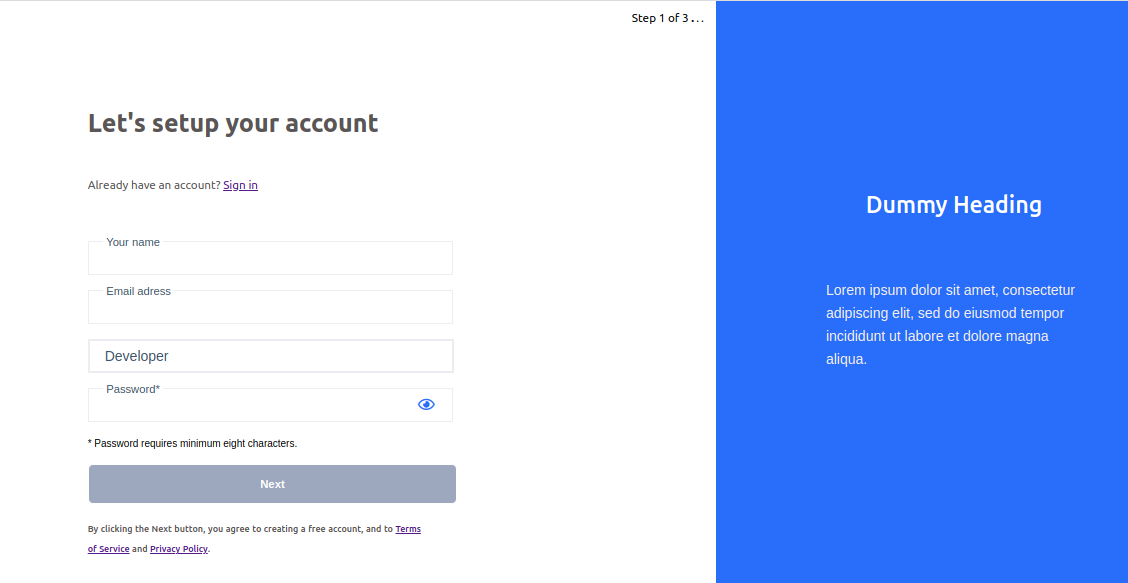 Step 1 of 3 . . .
Let's setup your account
Already have an account? Sign in
Your name
Email adress
Developer
Password*
* Password requires minimum eight characters.
Next
By clicking the Next button, you agree to creating a free account, and to Terms
of Service and Privacy Policy.
Dummy Heading
Lorem ipsum dolor sit amet, consectetur
adipiscing elit, sed do eiusmod tempor
incididunt ut labore et dolore magna
aliqua.